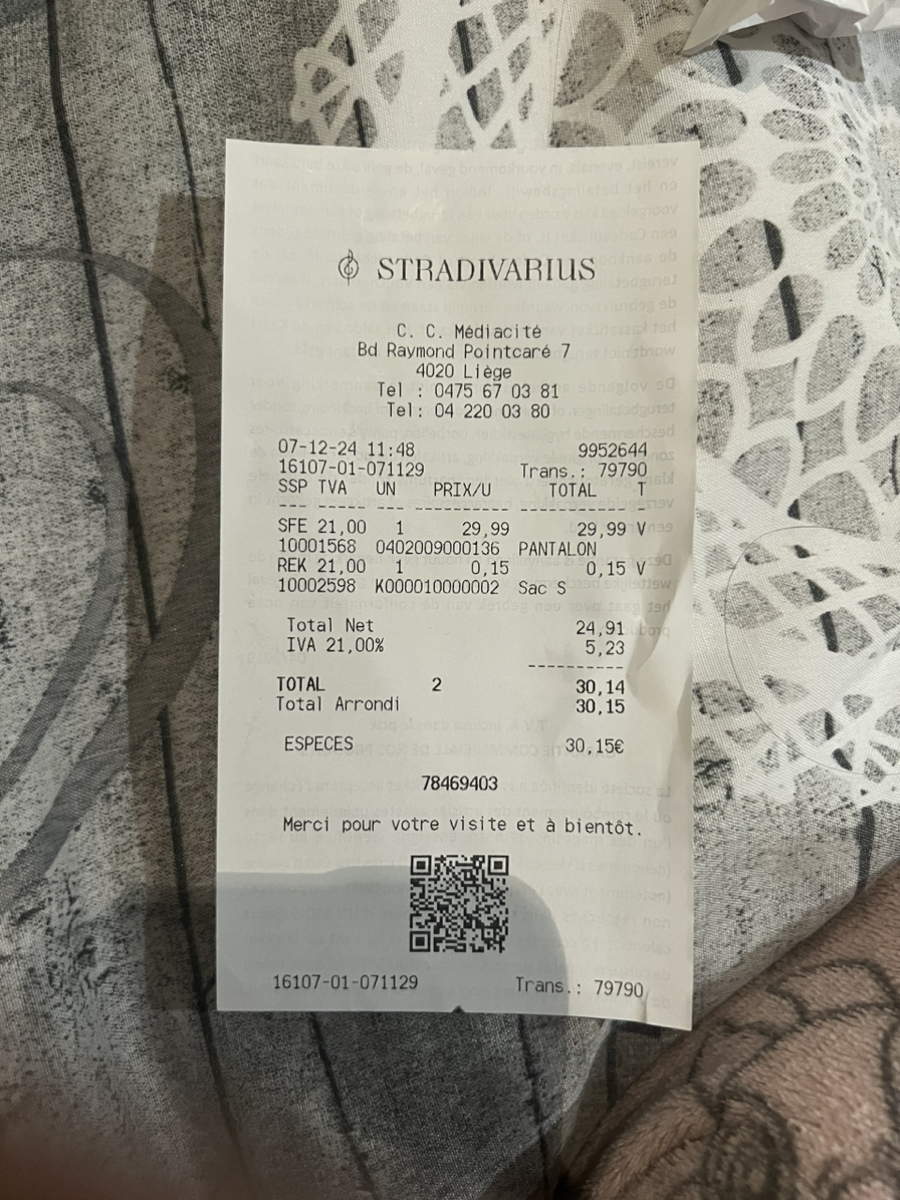 STRADIVARIUS
C. C. Médiacité
Bd Raymond Pointcaré 7
4020 Liège
Tel : 0475 67 03 81
Tel: 04 220 03 80
07-12-24 11:48 9952644
16107-01-071129 Trans.: 79790
SSP TVA UN PRIX/U TOTAL T
--- ----- --- ---------- -------------
SFE 21,00 1 29,99 29,99 V
10001568 0402009000136 PANTALON
REK 21,00 1 0,15 0,15 V
10002598 K000010000002 Sac S
Total Net 24,91
IVA 21,00% 5,23
----------
TOTAL 2 30,14
Total Arrondi 30,15
ESPECES 30,15€
78469403
Merci pour votre visite et à bientôt.
16107-01-071129 Trans.: 79790